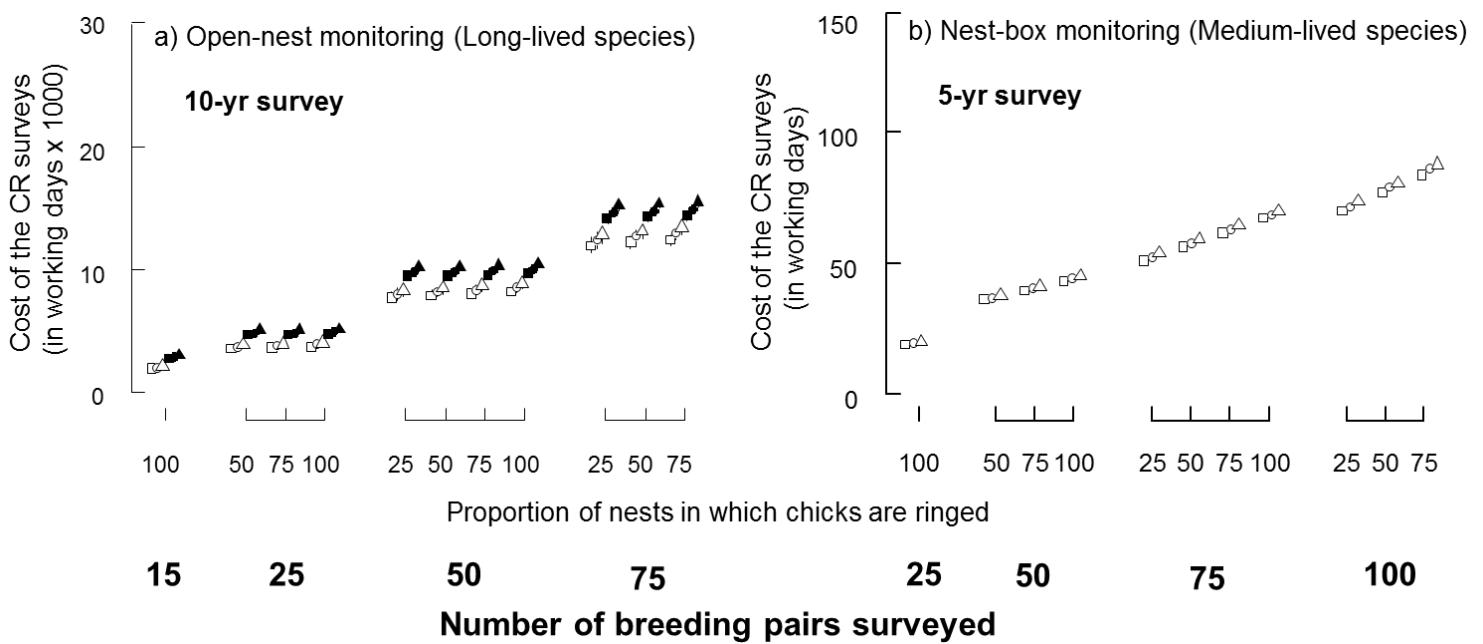 a) Open-nest monitoring (Long-lived species)
10-yr survey
Cost of the CR surveys
(in working days x 1000)
30
20
10
0
100
50 75 100
25 50 75 100
25 50 75
b) Nest-box monitoring (Medium-lived species)
5-yr survey
Cost of the CR surveys
(in working days)
150
100
50
0
100
50 75 100
25 50 75 100
25 50 75
Proportion of nests in which chicks are ringed
15 25 50 75 25 50 75 100
Number of breeding pairs surveyed